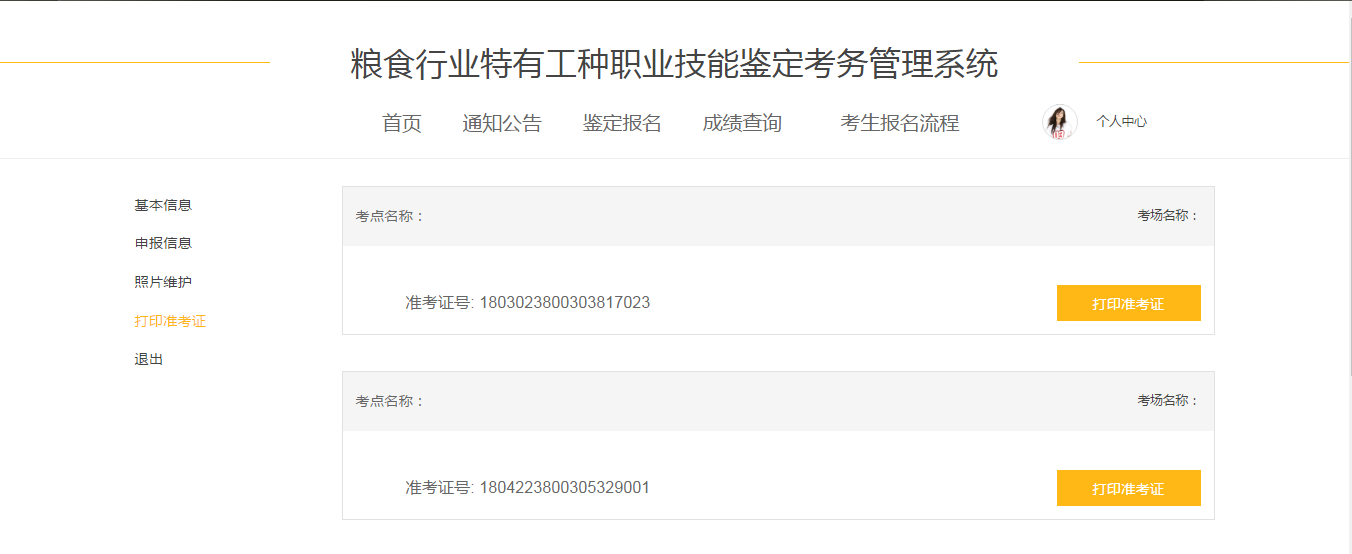 粮食行业特有工种职业技能鉴定考务管理系统
首页 通知公告 鉴定报名 成绩查询 考生报名流程 个人中心
基本信息
申报信息
照片维护
打印准考证
退出
考点名称： 考场名称：
准考证号: 1803023800303817023 打印准考证
考点名称： 考场名称：
准考证号: 1804223800305329001 打印准考证